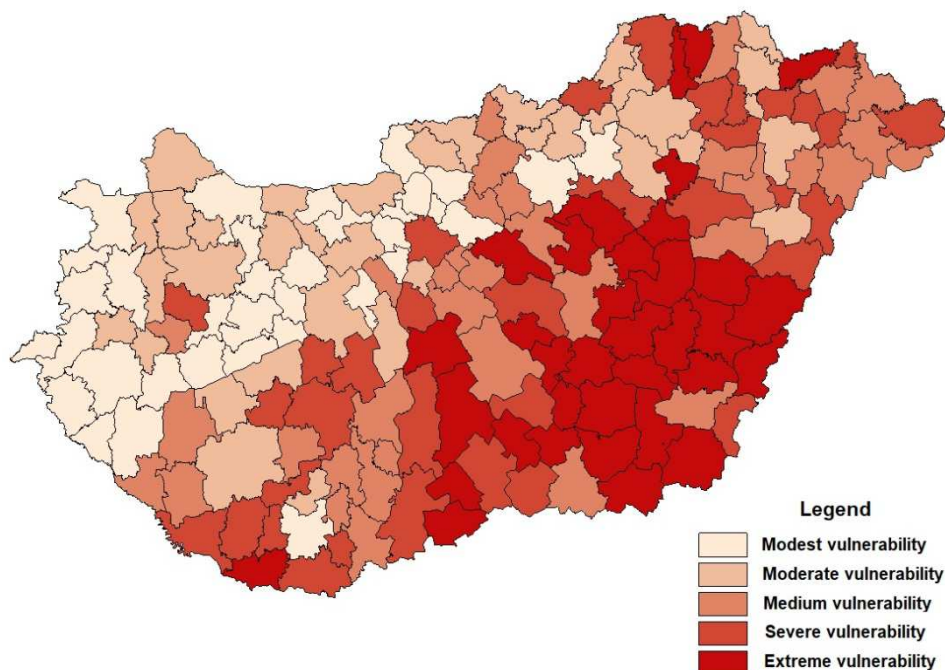 Legend
Modest vulnerability
Moderate vulnerability
Medium vulnerability
Severe vulnerability
Extreme vulnerability